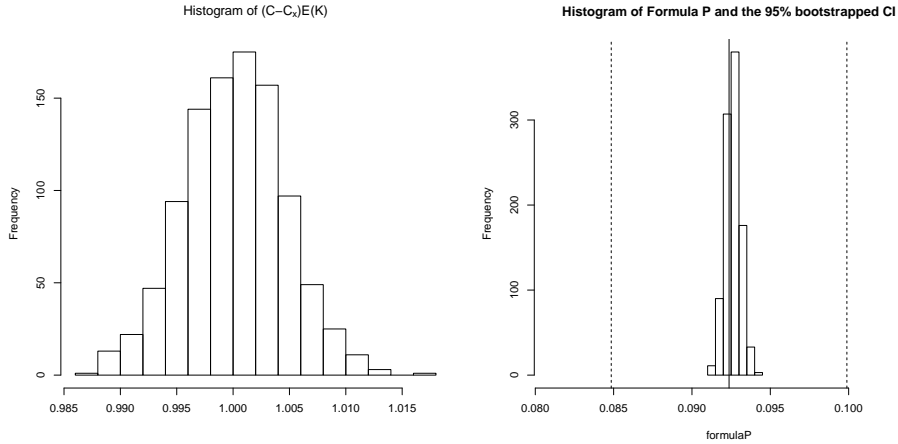 Histogram of (C−Cx)E(K)
Frequency
0
50
100
150
0.985 0.990 0.995 1.000 1.005 1.010 1.015
Histogram of Formula P and the 95% bootstrapped CI
Frequency
0
100
200
300
0.080 0.085 0.090 0.095 0.100
formulaP